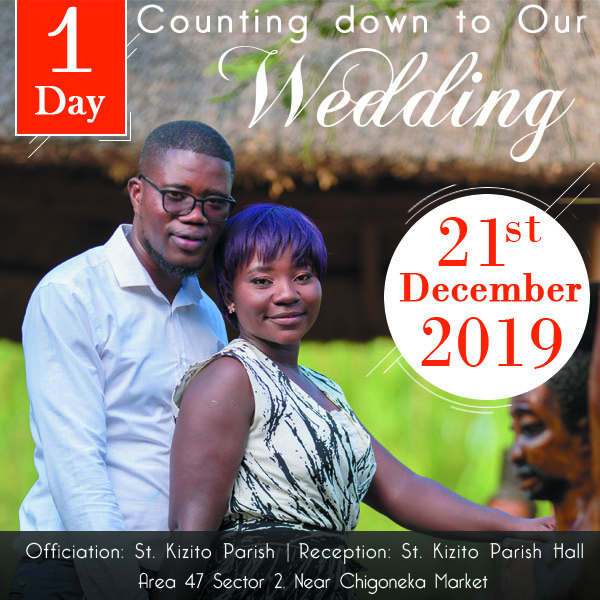 1
Day
Counting down to Our
Wedding
21st
December
2019
Officiation: St. Kizito Parish | Reception: St. Kizito Parish Hall
Area 47 Sector 2. Near Chigoneka Market